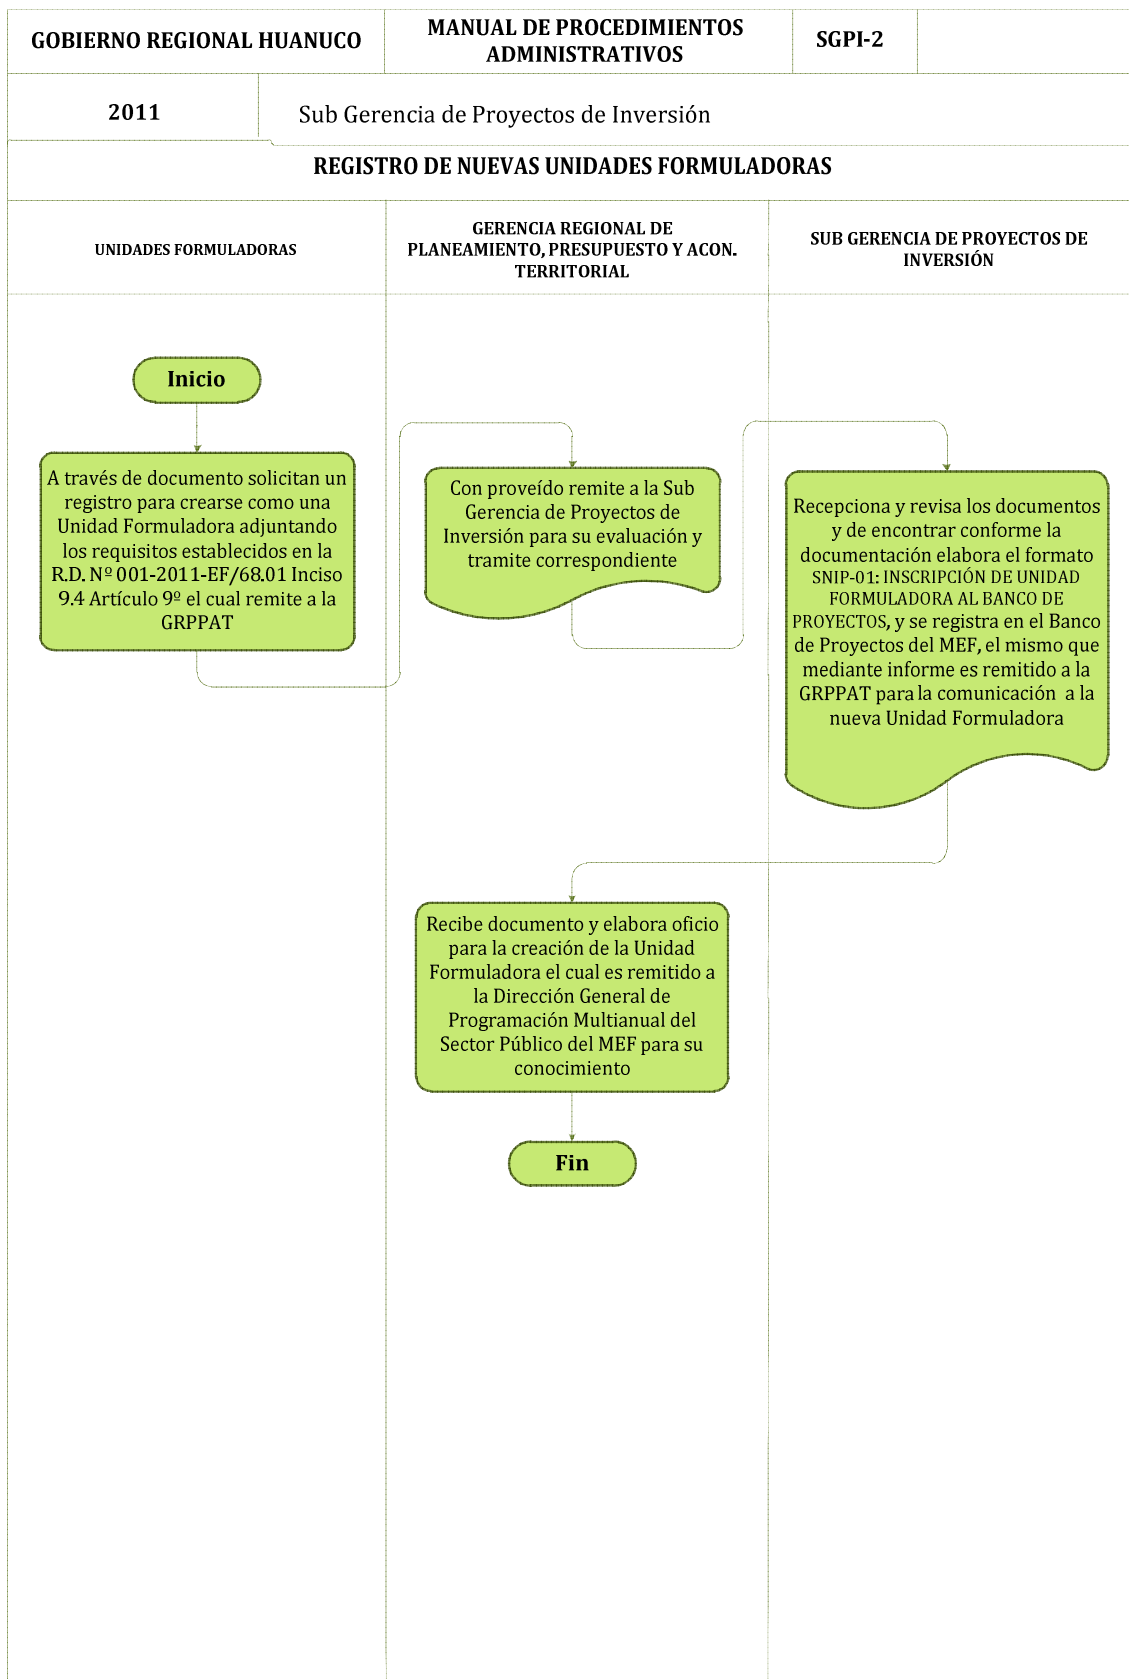 GOBIERNO REGIONAL HUANUCO
MANUAL DE PROCEDIMIENTOS
ADMINISTRATIVOS
SGPI-2
2011
Sub Gerencia de Proyectos de Inversión
REGISTRO DE NUEVAS UNIDADES FORMULADORAS
UNIDADES FORMULADORAS
GERENCIA REGIONAL DE
PLANEAMIENTO, PRESUPUESTO Y ACON.
TERRITORIAL
SUB GERENCIA DE PROYECTOS DE
INVERSIÓN
Inicio
A través de documento solicitan un
registro para crearse como una
Unidad Formuladora adjuntando
los requisitos establecidos en la
R.D. Nº 001-2011-EF/68.01 Inciso
9.4 Artículo 9º el cual remite a la
GRPPAT
Con proveído remite a la Sub
Gerencia de Proyectos de
Inversión para su evaluación y
tramite correspondiente
Recepciona y revisa los documentos
y de encontrar conforme la
documentación elabora el formato
SNIP-01: INSCRIPCIÓN DE UNIDAD
FORMULADORA AL BANCO DE
PROYECTOS, y se registra en el Banco
de Proyectos del MEF, el mismo que
mediante informe es remitido a la
GRPPAT para la comunicación a la
nueva Unidad Formuladora
Recibe documento y elabora oficio
para la creación de la Unidad
Formuladora el cual es remitido a
la Dirección General de
Programación Multianual del
Sector Público del MEF para su
conocimiento
Fin